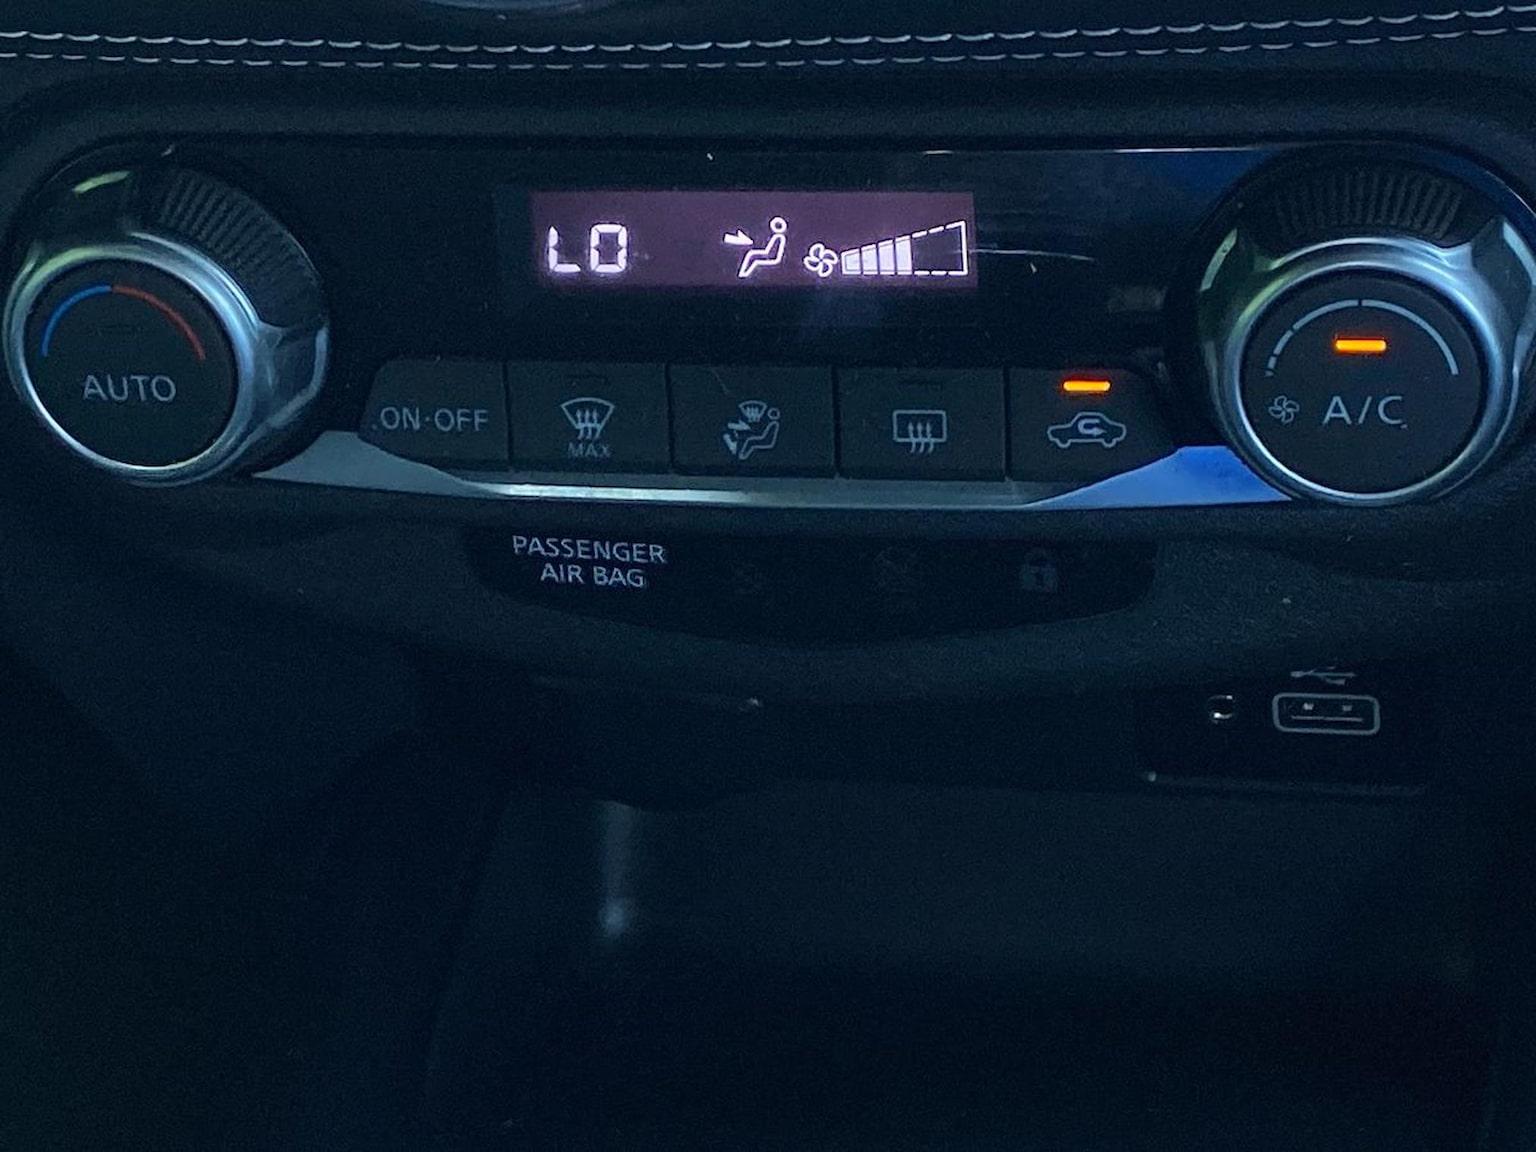 LO
AUTO
ON·OFF
MAX
A/C
PASSENGER
AIR BAG